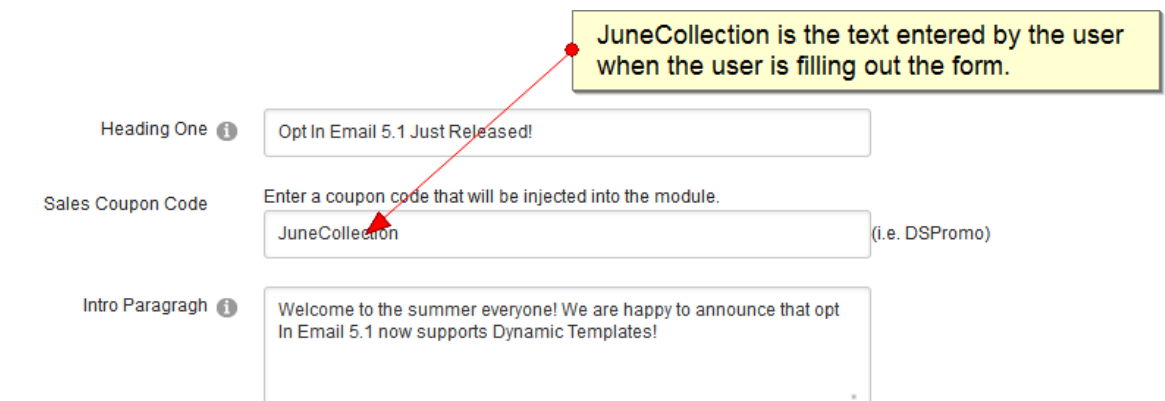 JuneCollection is the text entered by the user
when the user is filling out the form.
Heading One
Opt In Email 5.1 Just Released!
Sales Coupon Code
Enter a coupon code that will be injected into the module.
JuneCollection
(i.e. DSPromo)
Intro Paragragh
Welcome to the summer everyone! We are happy to announce that opt
In Email 5.1 now supports Dynamic Templates!